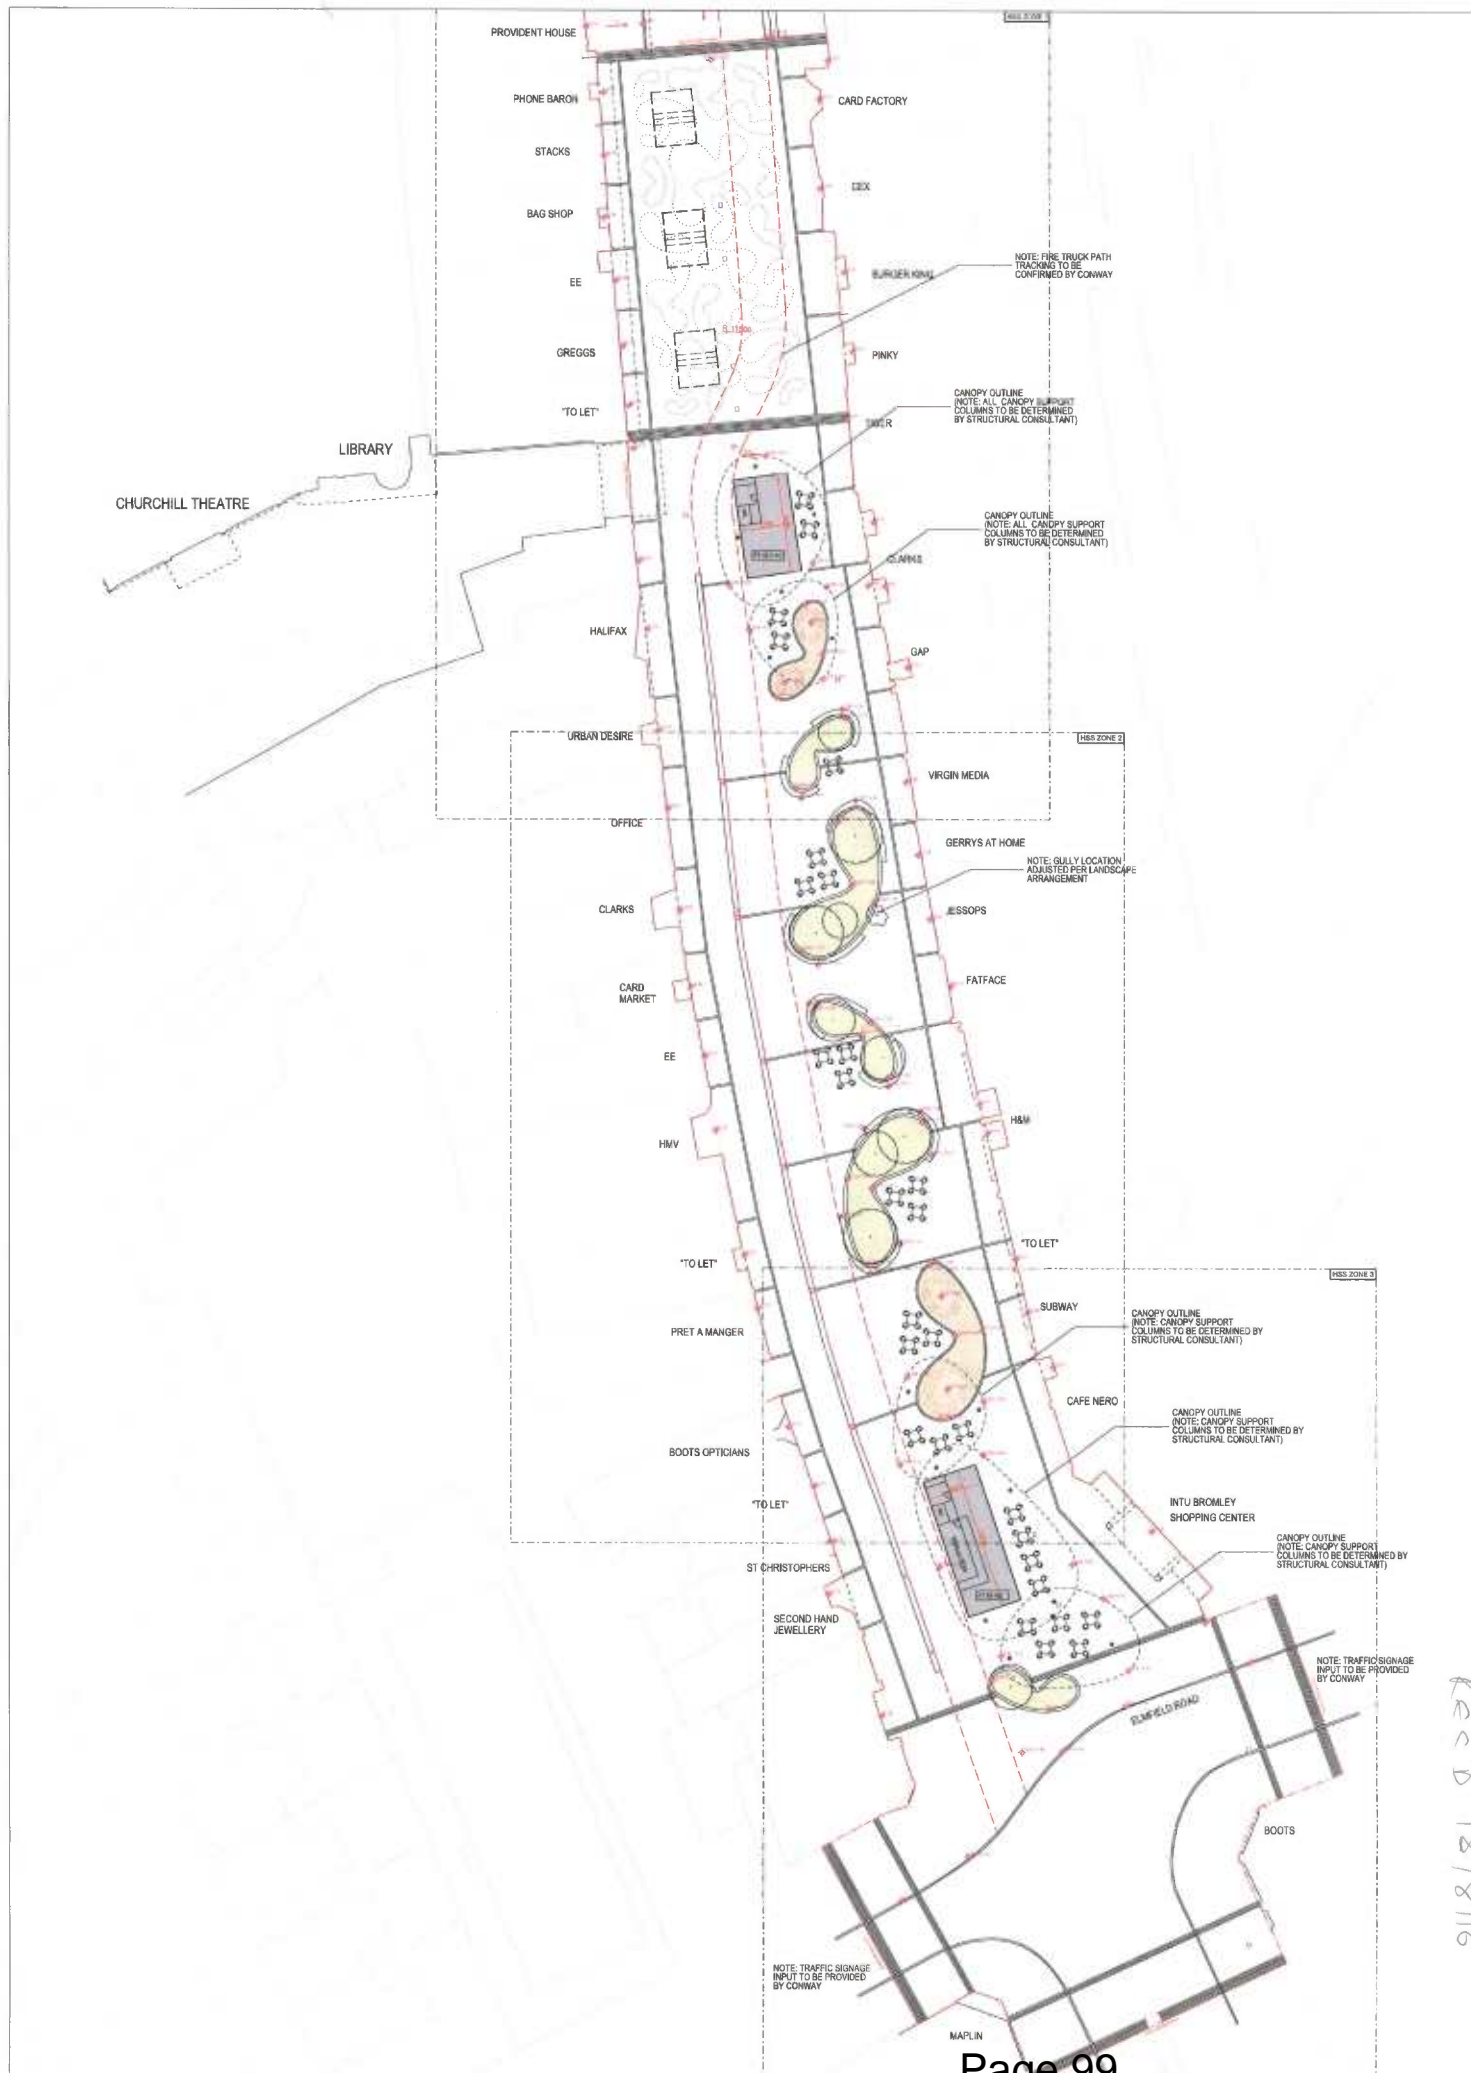 PROVIDENT HOUSE
PHONE BARON
CARD FACTORY
STACKS
BAG SHOP
EE
BURGER KING
NOTE: FIRE TRUCK PATH
TRACKING TO BE
CONFIRMED BY CONWAY
GREGGS
PINKY
"TO LET"
CANOPY OUTLINE
(NOTE: ALL CANOPY SUPPORT
COLUMNS TO BE DETERMINED
BY STRUCTURAL CONSULTANT)
TIGER
LIBRARY
CHURCHILL THEATRE
CANOPY OUTLINE
(NOTE: ALL CANOPY SUPPORT
COLUMNS TO BE DETERMINED
BY STRUCTURAL CONSULTANT)
CLARKS
HALIFAX
GAP
URBAN DESIRE
HSS ZONE 2
VIRGIN MEDIA
OFFICE
GERRYS AT HOME
NOTE: GULLY LOCATION
ADJUSTED PER LANDSCAPE
ARRANGEMENT
CLARKS
JESSOPS
FATFACE
CARD
MARKET
EE
H&M
HMV
"TO LET"
"TO LET"
HSS ZONE 3
SUBWAY
CANOPY OUTLINE
(NOTE: CANOPY SUPPORT
COLUMNS TO BE DETERMINED BY
STRUCTURAL CONSULTANT)
PRET A MANGER
CAFE NERO
CANOPY OUTLINE
(NOTE: CANOPY SUPPORT
COLUMNS TO BE DETERMINED BY
STRUCTURAL CONSULTANT)
BOOTS OPTICIANS
"TO LET"
INTU BROMLEY
SHOPPING CENTER
CANOPY OUTLINE
(NOTE: CANOPY SUPPORT
COLUMNS TO BE DETERMINED BY
STRUCTURAL CONSULTANT)
ST CHRISTOPHERS
SECOND HAND
JEWELLERY
NOTE: TRAFFIC SIGNAGE
INPUT TO BE PROVIDED
BY CONWAY
ELMFIELD ROAD
BOOTS
NOTE: TRAFFIC SIGNAGE
INPUT TO BE PROVIDED
BY CONWAY
MAPLIN
Page 99
RECD 18/8/16